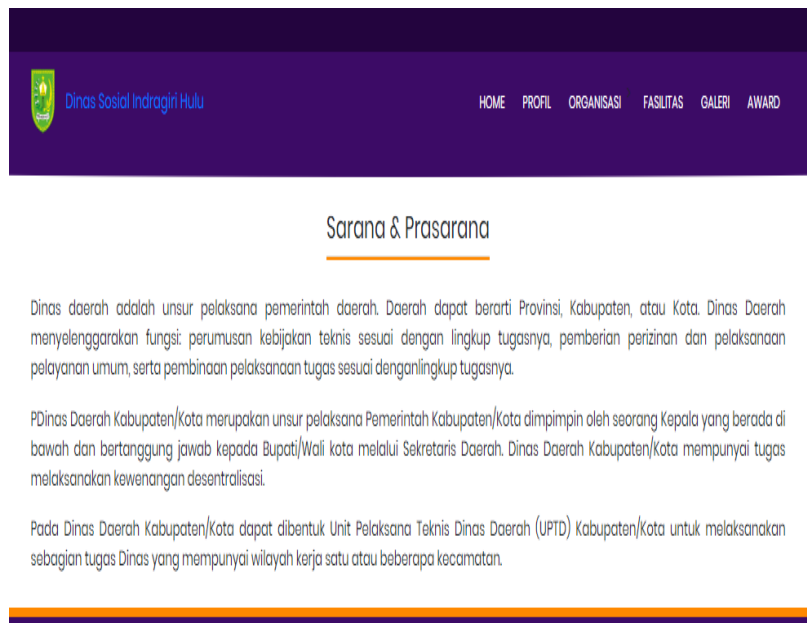 Dinas Sosial Indragiri Hulu
HOME PROFIL ORGANISASI FASILITAS GALERI AWARD
Sarana & Prasarana
Dinas daerah adalah unsur pelaksana pemerintah daerah. Daerah dapat berarti Provinsi, Kabupaten, atau Kota. Dinas Daerah
menyelenggarakan fungsi: perumusan kebijakan teknis sesuai dengan lingkup tugasnya, pemberian perizinan dan pelaksanaan
pelayanan umum, serta pembinaan pelaksanaan tugas sesuai denganlingkup tugasnya.
PDinas Daerah Kabupaten/Kota merupakan unsur pelaksana Pemerintah Kabupaten/Kota dimpimpin oleh seorang Kepala yang berada di
bawah dan bertanggung jawab kepada Bupati/Wali kota melalui Sekretaris Daerah. Dinas Daerah Kabupaten/Kota mempunyai tugas
melaksanakan kewenangan desentralisasi.
Pada Dinas Daerah Kabupaten/Kota dapat dibentuk Unit Pelaksana Teknis Dinas Daerah (UPTD) Kabupaten/Kota untuk melaksanakan
sebagian tugas Dinas yang mempunyai wilayah kerja satu atau beberapa kecamatan.